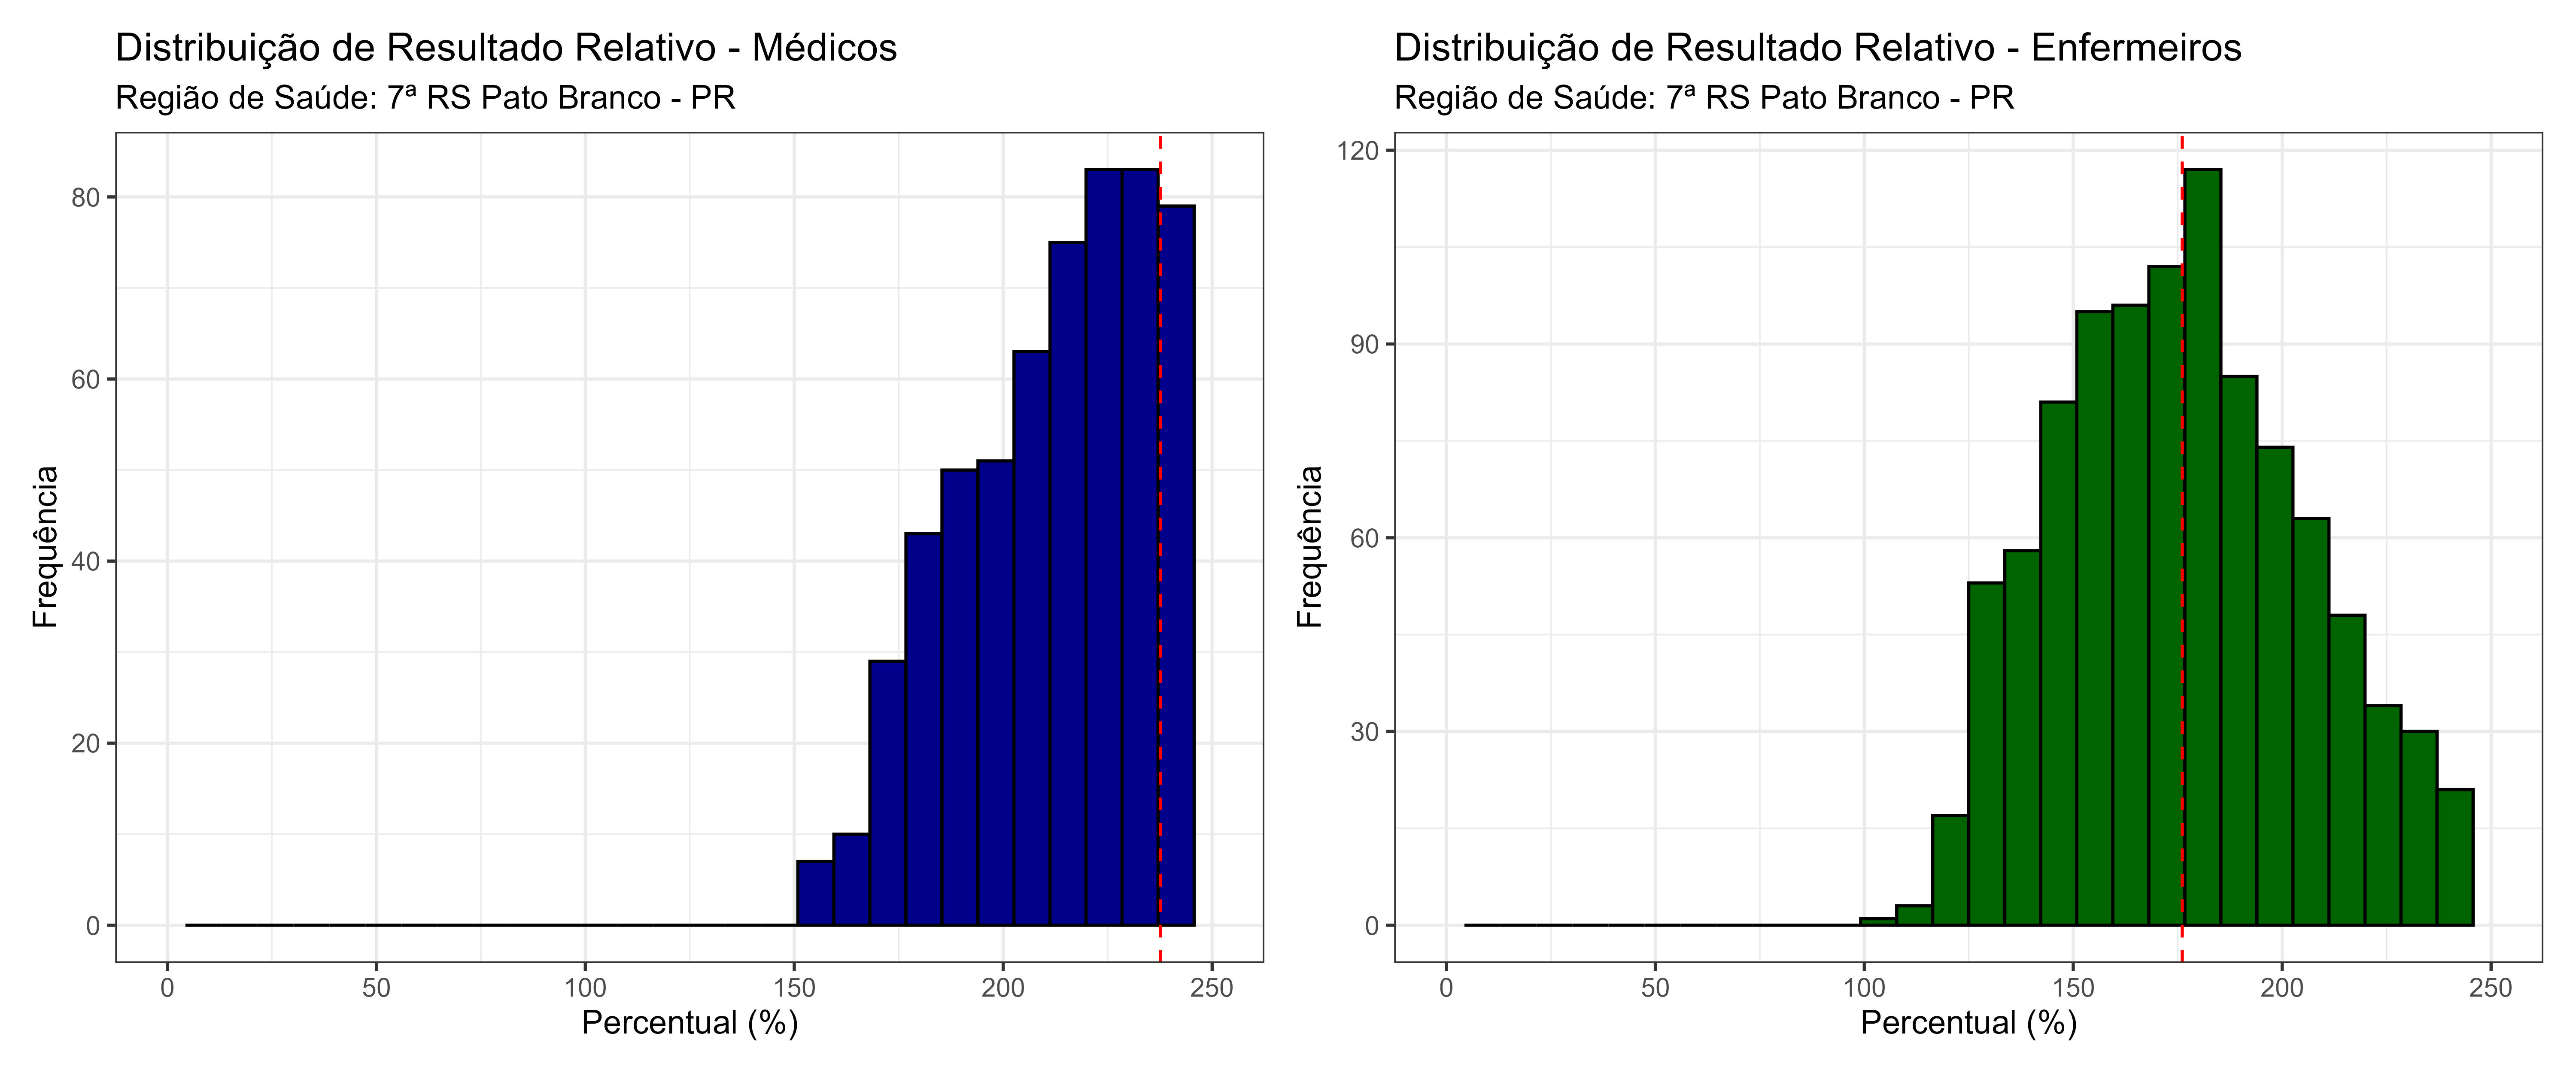 Distribuição de Resultado Relativo - Médicos
Região de Saúde: 7ª RS Pato Branco - PR
80
60
40
20
0
Frequência
0 50 100 150 200 250
Percentual (%)
Distribuição de Resultado Relativo - Enfermeiros
Região de Saúde: 7ª RS Pato Branco - PR
120
90
60
30
0
Frequência
0 50 100 150 200 250
Percentual (%)